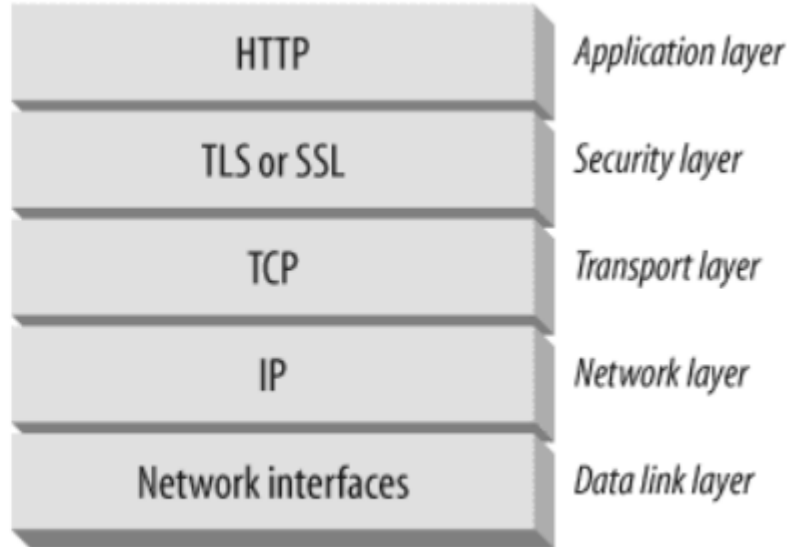 HTTP Application layer
TLS or SSL Security layer
TCP Transport layer
IP Network layer
Network interfaces Data link layer